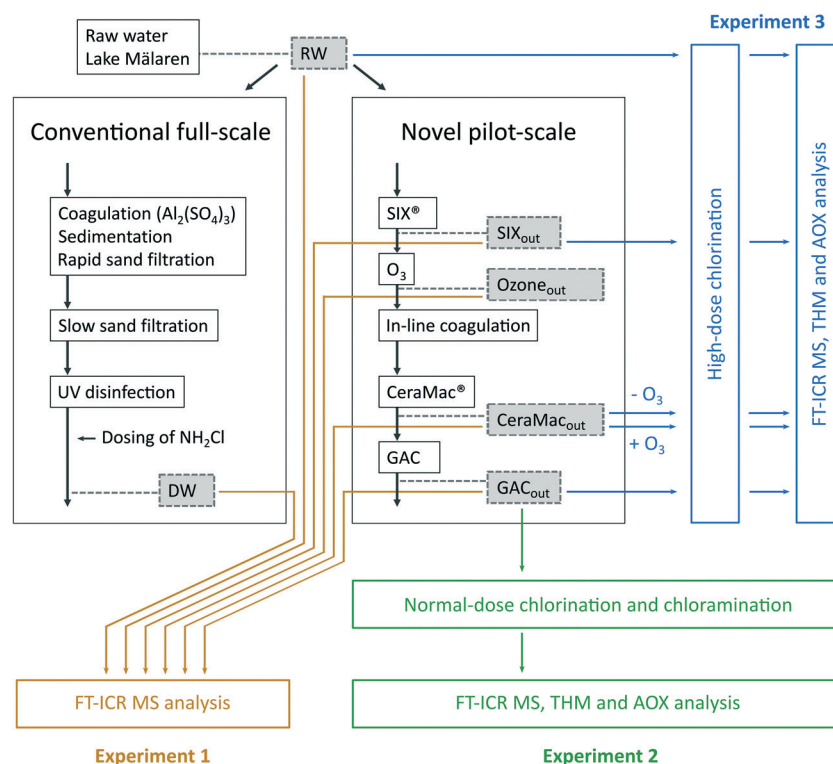 Experiment 3
Raw water
Lake Mälaren
RW
Conventional full-scale
Coagulation (Al₂(SO₄)₃)
Sedimentation
Rapid sand filtration
Slow sand filtration
UV disinfection
Dosing of NH₂Cl
DW
Novel pilot-scale
SIX®
SIXout
O₃
Ozoneout
In-line coagulation
CeraMac®
CeraMacout
- O₃
+ O₃
GAC
GACout
High-dose chlorination
FT-ICR MS, THM and AOX analysis
Normal-dose chlorination and chloramination
FT-ICR MS analysis
FT-ICR MS, THM and AOX analysis
Experiment 1
Experiment 2